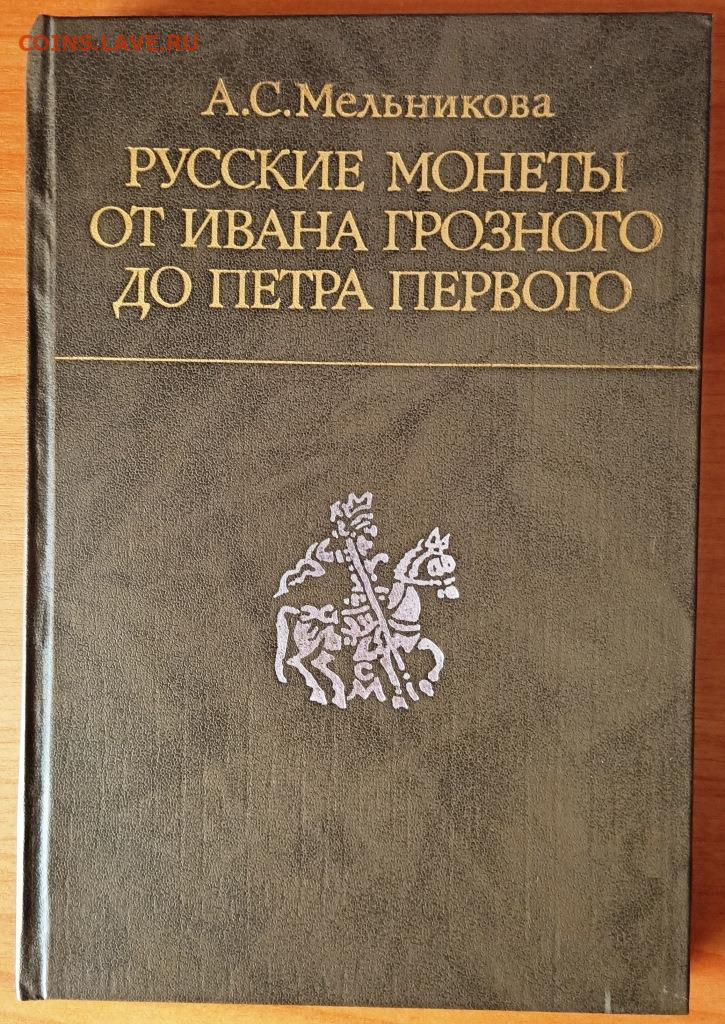 COINS.LAVE.RU
А.С.Мельникова
РУССКИЕ МОНЕТЫ
ОТ ИВАНА ГРОЗНОГО
ДО ПЕТРА ПЕРВОГО
С
М